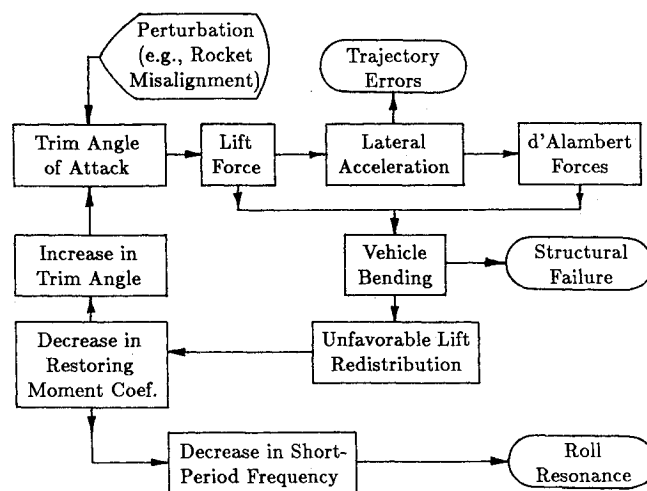 Perturbation
(e.g., Rocket
Misalignment)
Trajectory
Errors
Trim Angle
of Attack
Lift
Force
Lateral
Acceleration
d'Alambert
Forces
Increase in
Trim Angle
Vehicle
Bending
Structural
Failure
Decrease in
Restoring
Moment Coef.
Unfavorable Lift
Redistribution
Decrease in Short-
Period Frequency
Roll
Resonance